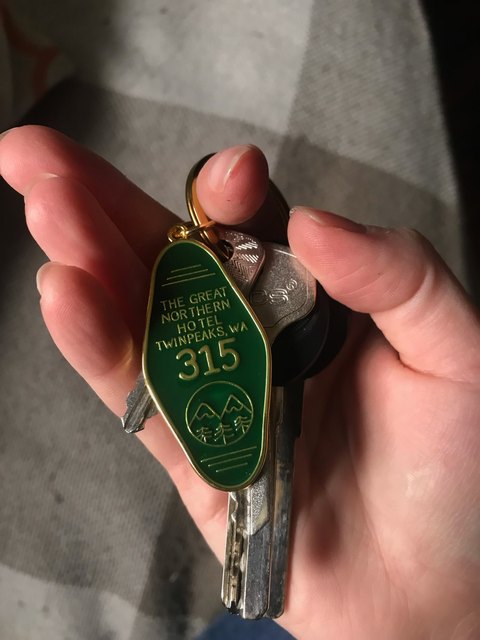 THE GREAT
NORTHERN
HOTEL
TWINPEAKS, WA
315